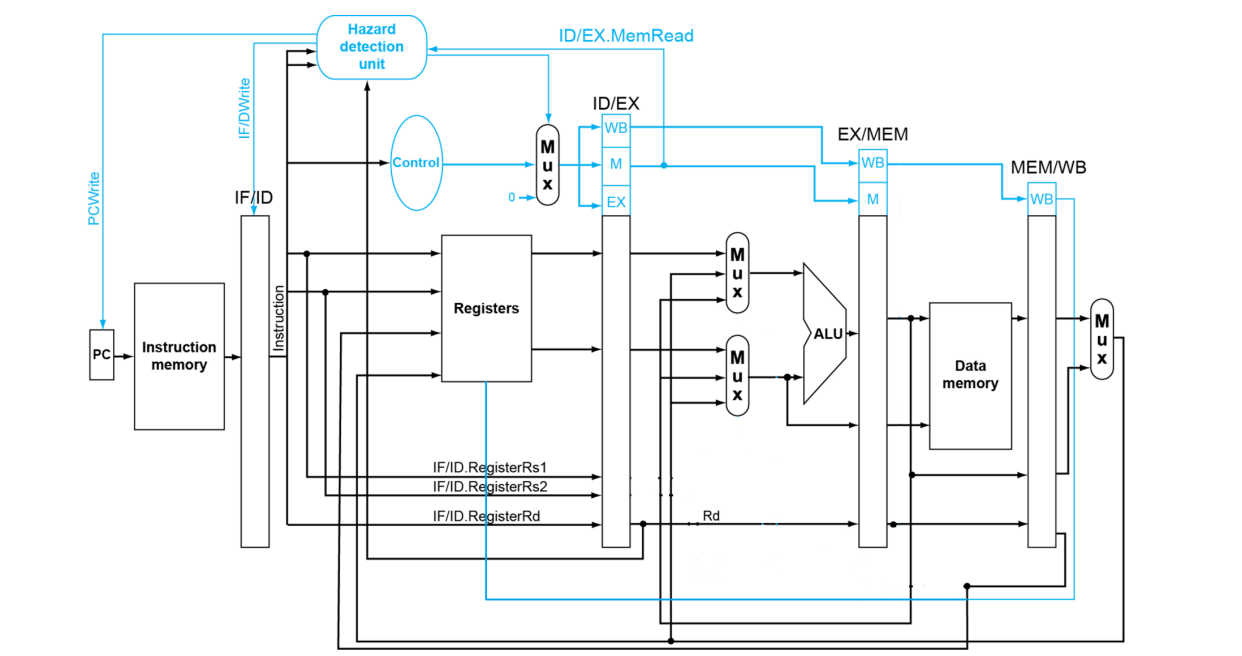 Hazard
detection
unit
ID/EX.MemRead
IF/DWrite
PCWrite
ID/EX
WB
M
EX
Control
Mux
0
EX/MEM
WB
M
MEM/WB
WB
IF/ID
Instruction
PC
Instruction
memory
Registers
Mux
Mux
ALU
Data
memory
Mux
IF/ID.RegisterRs1
IF/ID.RegisterRs2
IF/ID.RegisterRd
Rd